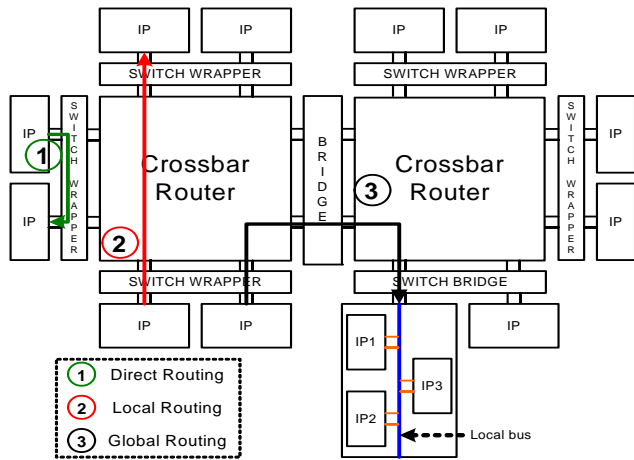 IP
IP
IP
IP
SWITCH WRAPPER
SWITCH WRAPPER
IP
SWITCH WRAPPER
1
IP
Crossbar
Router
BRIDGE
3
Crossbar
Router
SWITCH WRAPPER
IP
IP
2
SWITCH WRAPPER
SWITCH BRIDGE
IP
IP
IP
IP1
IP3
IP2
Local bus
1 Direct Routing
2 Local Routing
3 Global Routing